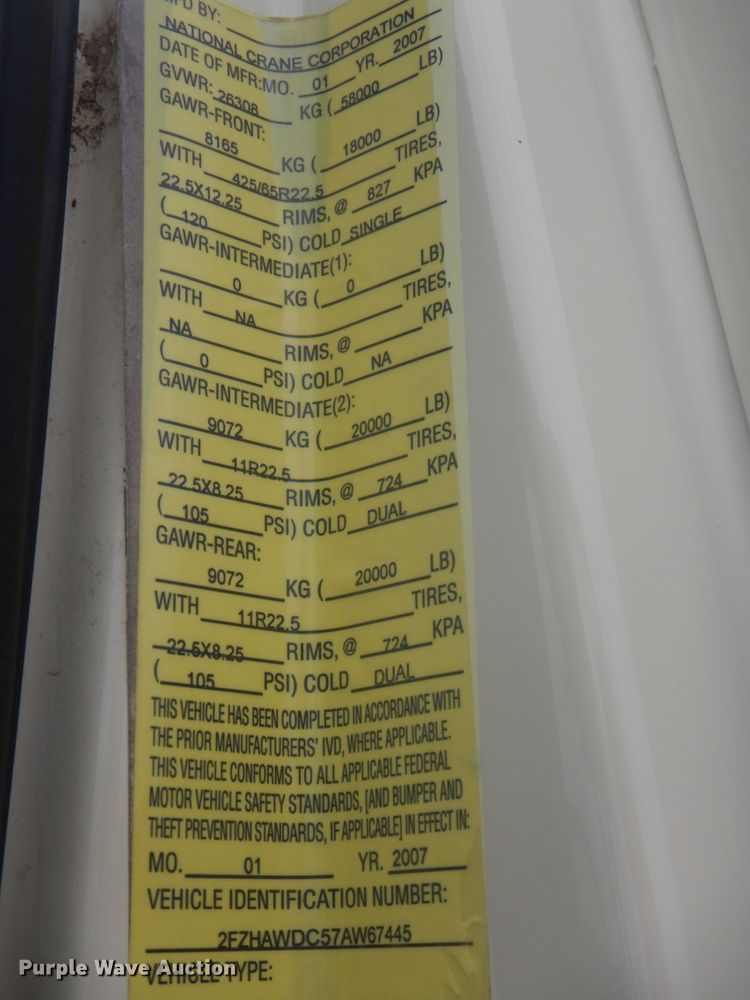 MFD BY:
NATIONAL CRANE CORPORATION
DATE OF MFR:MO. 01 YR. 2007
GVWR: 26308 KG ( 58000 LB)
GAWR-FRONT:
8165 KG ( 18000 LB)
WITH 425/65R22.5 TIRES,
22.5X12.25 RIMS, @ 827 KPA
( 120 PSI) COLD SINGLE
GAWR-INTERMEDIATE(1):
0 KG ( 0 LB)
WITH NA TIRES,
NA RIMS, @ KPA
( 0 PSI) COLD NA
GAWR-INTERMEDIATE(2):
9072 KG ( 20000 LB)
WITH 11R22.5 TIRES,
22.5X8.25 RIMS, @ 724 KPA
( 105 PSI) COLD DUAL
GAWR-REAR:
9072 KG ( 20000 LB)
WITH 11R22.5 TIRES,
22.5X8.25 RIMS, @ 724 KPA
( 105 PSI) COLD DUAL
THIS VEHICLE HAS BEEN COMPLETED IN ACCORDANCE WITH
THE PRIOR MANUFACTURERS' IVD, WHERE APPLICABLE.
THIS VEHICLE CONFORMS TO ALL APPLICABLE FEDERAL
MOTOR VEHICLE SAFETY STANDARDS, [AND BUMPER AND
THEFT PREVENTION STANDARDS, IF APPLICABLE] IN EFFECT IN:
MO. 01 YR. 2007
VEHICLE IDENTIFICATION NUMBER:
2FZHAWDC57AW67445
VEHICLE TYPE:
Purple Wave Auction